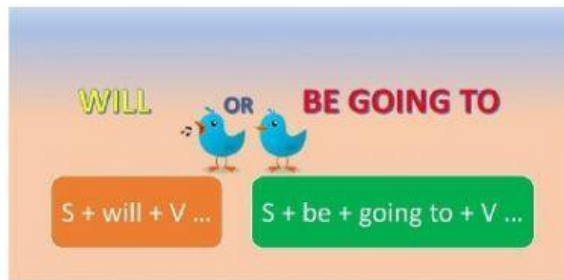 WILL OR BE GOING TO
S + will + V ... S + be + going to + V ...